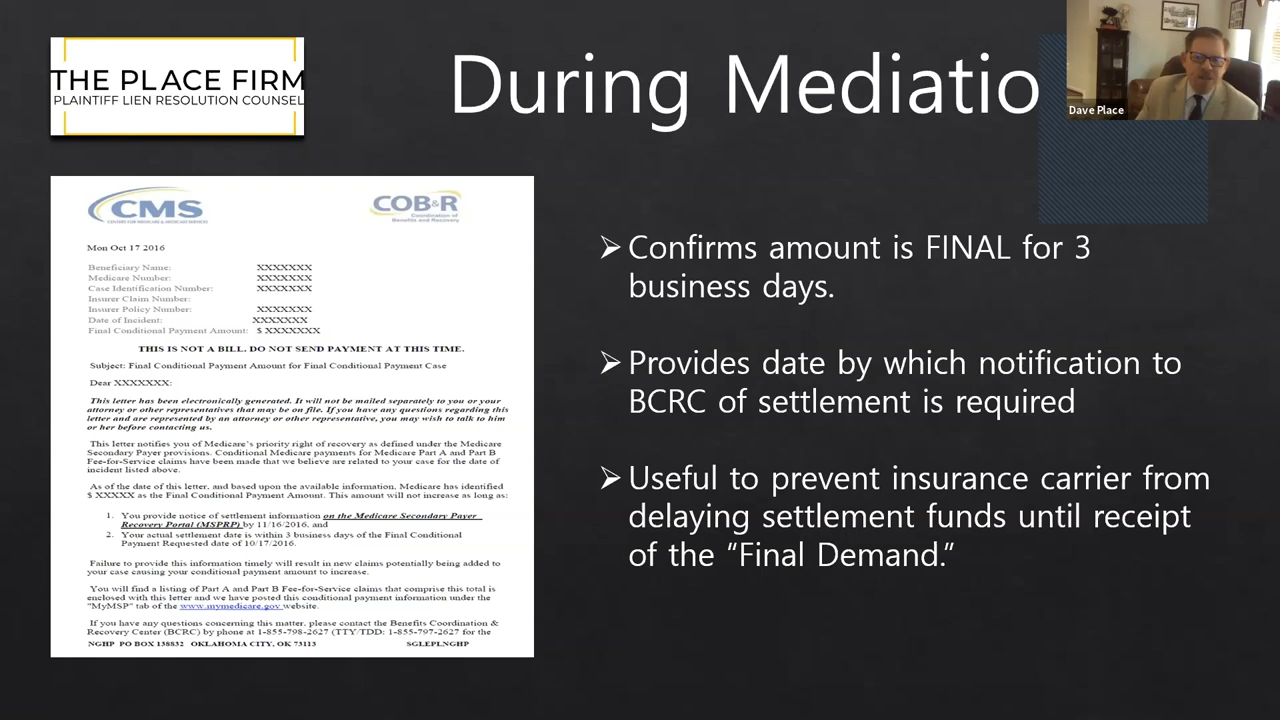 THE PLACE FIRM
PLAINTIFF LIEN RESOLUTION COUNSEL
During Mediatio
Dave Place
CMS
CENTERS FOR MEDICARE & MEDICAID SERVICES
COB&R
Coordination of
Benefits and Recovery
Mon Oct 17 2016
Beneficiary Name: XXXXXXX
Medicare Number: XXXXXXX
Case Identification Number: XXXXXXX
Insurer Claim Number:
Insurer Policy Number: XXXXXXX
Date of Incident: XXXXXXX
Final Conditional Payment Amount: $ XXXXXXX
THIS IS NOT A BILL. DO NOT SEND PAYMENT AT THIS TIME.
Subject: Final Conditional Payment Amount for Final Conditional Payment Case
Dear XXXXXXX:
This letter has been electronically generated. It will not be mailed separately to you or your
attorney or other representatives that may be on file. If you have any questions regarding this
letter and are represented by an attorney or other representative, you may wish to talk to him
or her before contacting us.
This letter notifies you of Medicare's priority right of recovery as defined under the Medicare
Secondary Payer provisions. Conditional Medicare payments for Medicare Part A and Part B
Fee-for-Service claims have been made that we believe are related to your case for the date of
incident listed above.
As of the date of this letter, and based upon the available information, Medicare has identified
$ XXXXX as the Final Conditional Payment Amount. This amount will not increase as long as:
1. You provide notice of settlement information on the Medicare Secondary Payer
Recovery Portal (MSPRP) by 11/16/2016, and
2. Your actual settlement date is within 3 business days of the Final Conditional
Payment Requested date of 10/17/2016.
Failure to provide this information timely will result in new claims potentially being added to
your case causing your conditional payment amount to increase.
You will find a listing of Part A and Part B Fee-for-Service claims that comprise this total is
enclosed with this letter and we have posted this conditional payment information under the
"MyMSP" tab of the www.mymedicare.gov website.
If you have any questions concerning this matter, please contact the Benefits Coordination &
Recovery Center (BCRC) by phone at 1-855-798-2627 (TTY/TDD: 1-855-797-2627 for the
NGHP PO BOX 138832 OKLAHOMA CITY, OK 73113 SGLFPLNGHP
➢ Confirms amount is FINAL for 3
business days.
➢ Provides date by which notification to
BCRC of settlement is required
➢ Useful to prevent insurance carrier from
delaying settlement funds until receipt
of the “Final Demand.”